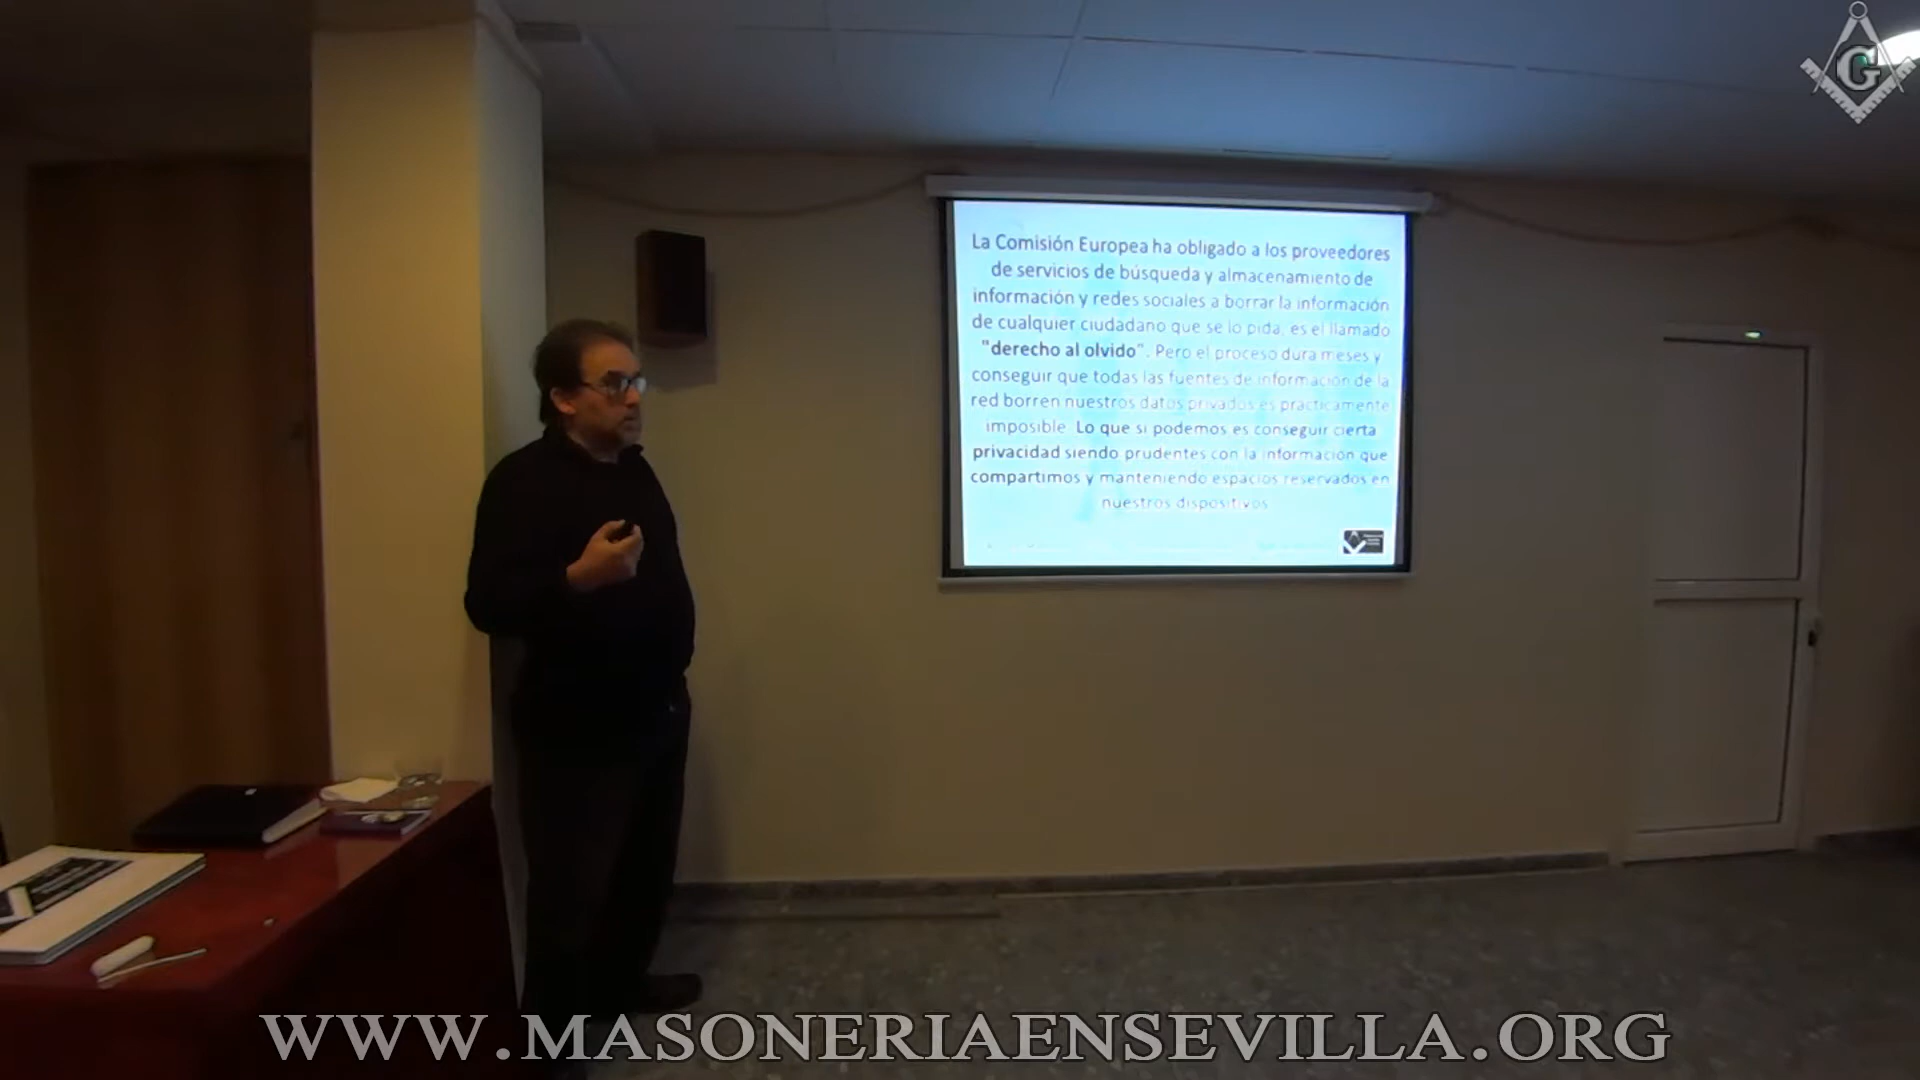 G
La Comisión Europea ha obligado a los proveedores
de servicios de búsqueda y almacenamiento de
información y redes sociales a borrar la información
de cualquier ciudadano que se lo pida, es el llamado
"derecho al olvido". Pero el proceso dura meses y
conseguir que todas las fuentes de información de la
red borren nuestros datos privados es prácticamente
imposible. Lo que si podemos es conseguir cierta
privacidad siendo prudentes con la información que
compartimos y manteniendo espacios reservados en
nuestros dispositivos
WWW.MASONERIAENSEVILLA.ORG